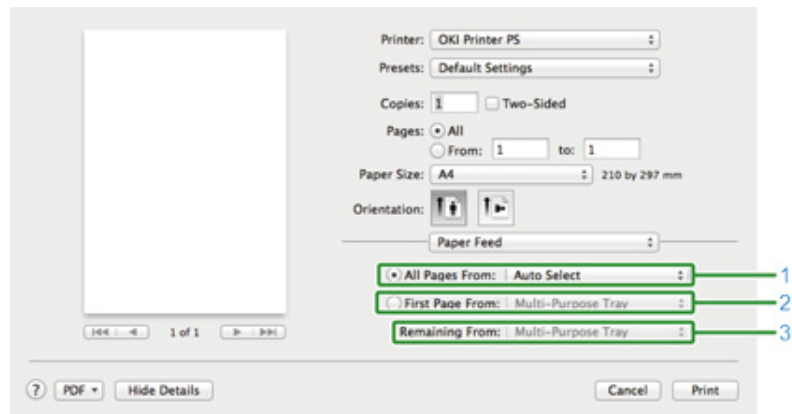 Printer: OKI Printer PS
Presets: Default Settings
Copies: 1 Two-Sided
Pages: All
From: 1 to: 1
Paper Size: A4 210 by 297 mm
Orientation:
Paper Feed
All Pages From: Auto Select 1
First Page From: Multi-Purpose Tray 2
Remaining From: Multi-Purpose Tray 3
1 of 1
? PDF Hide Details Cancel Print